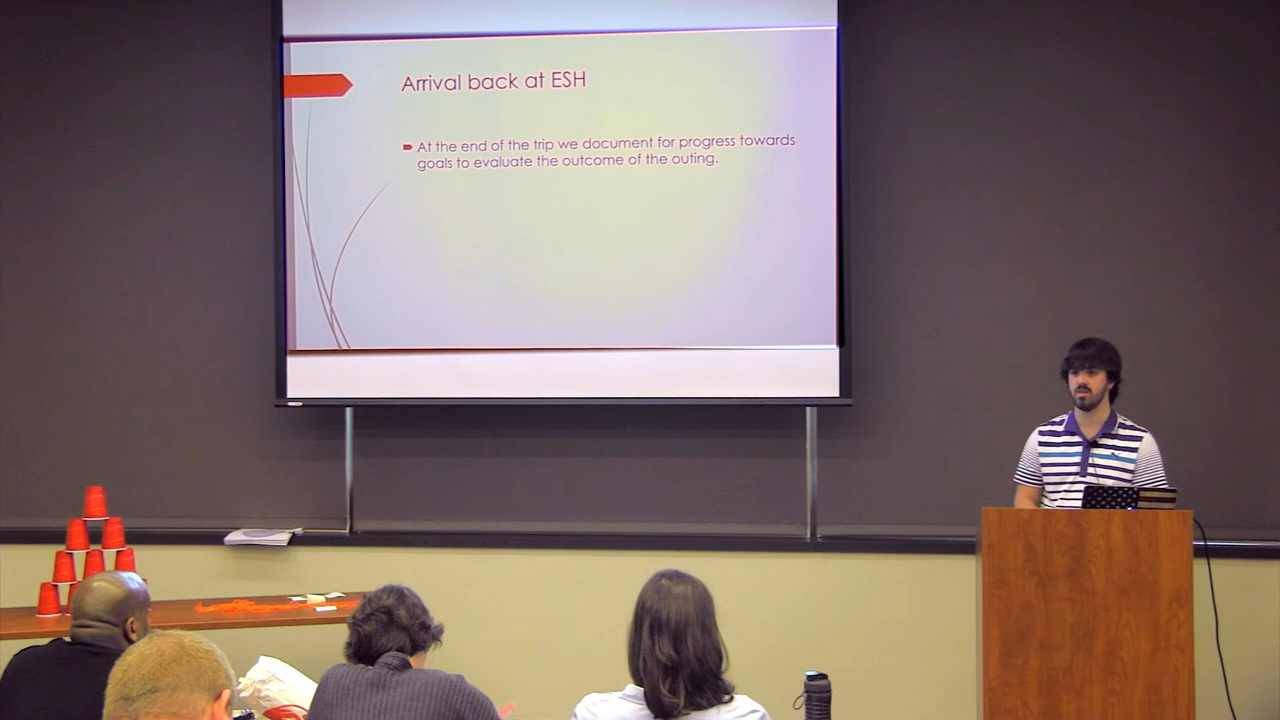 Arrival back at ESH
At the end of the trip we document for progress towards
goals to evaluate the outcome of the outing.